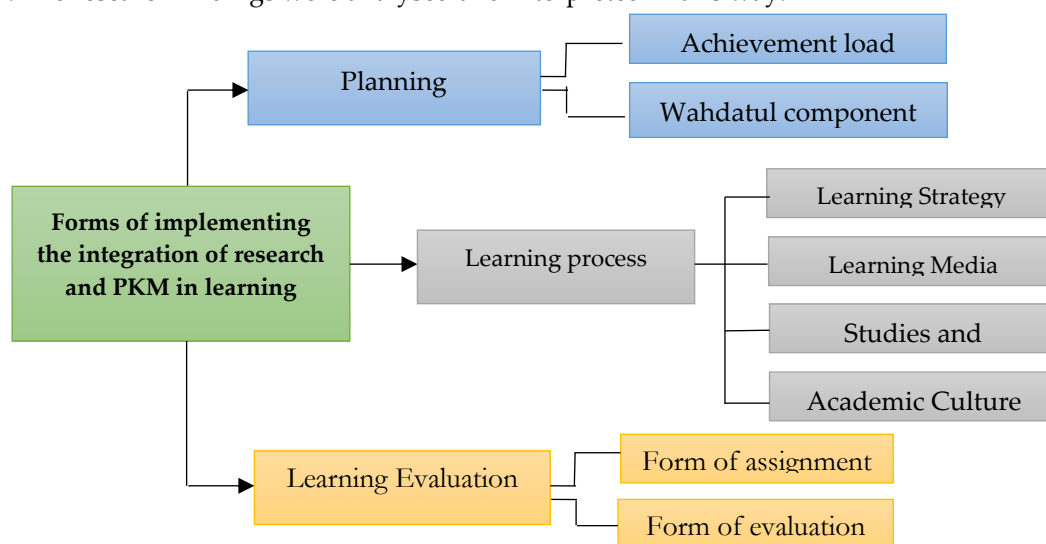 Planning
Achievement load
Wahdatul component
Forms of implementing
the integration of research
and PKM in learning
Learning process
Learning Strategy
Learning Media
Studies and
Academic Culture
Learning Evaluation
Form of assignment
Form of evaluation